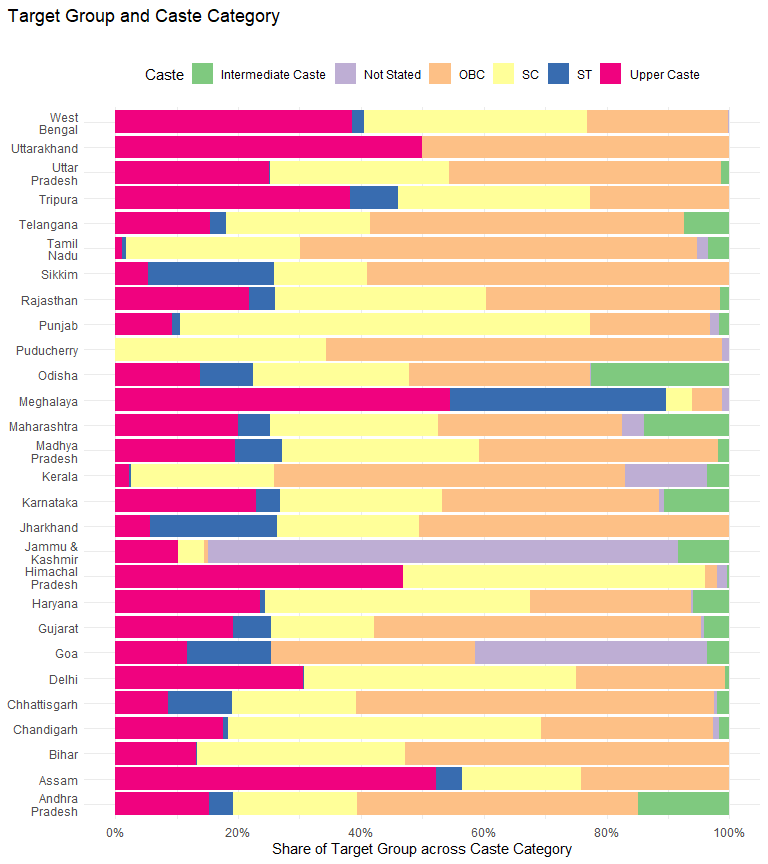 Target Group and Caste Category
Caste Intermediate Caste Not Stated OBC SC ST Upper Caste
West
Bengal
Uttarakhand
Uttar
Pradesh
Tripura
Telangana
Tamil
Nadu
Sikkim
Rajasthan
Punjab
Puducherry
Odisha
Meghalaya
Maharashtra
Madhya
Pradesh
Kerala
Karnataka
Jharkhand
Jammu &
Kashmir
Himachal
Pradesh
Haryana
Gujarat
Goa
Delhi
Chhattisgarh
Chandigarh
Bihar
Assam
Andhra
Pradesh
0% 20% 40% 60% 80% 100%
Share of Target Group across Caste Category